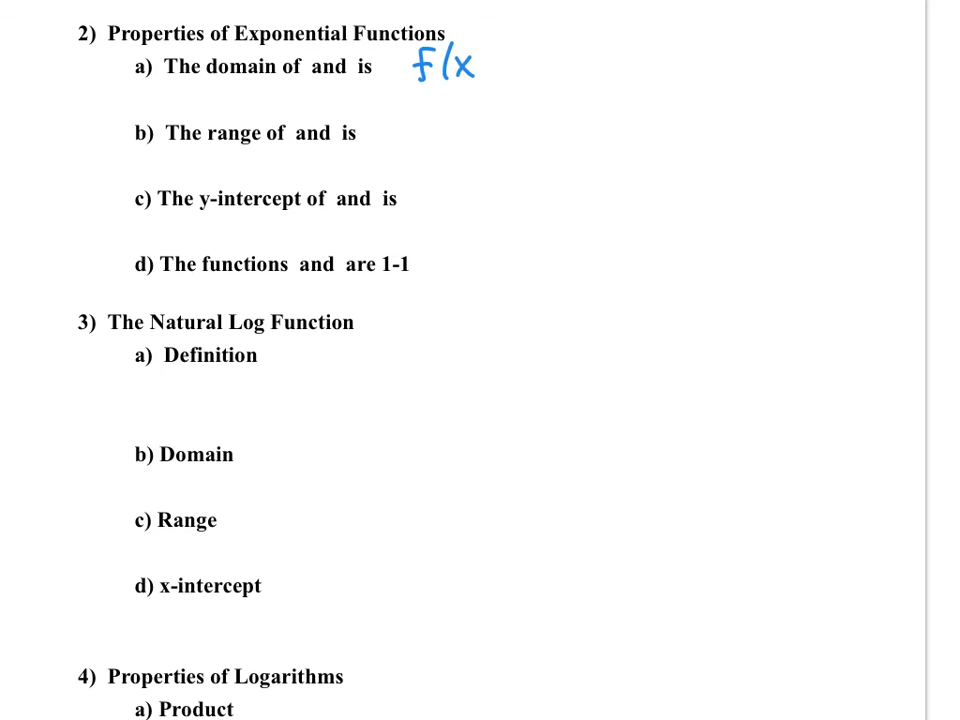 2) Properties of Exponential Functions
a) The domain of and is f(x
b) The range of and is
c) The y-intercept of and is
d) The functions and are 1-1
3) The Natural Log Function
a) Definition
b) Domain
c) Range
d) x-intercept
4) Properties of Logarithms
a) Product